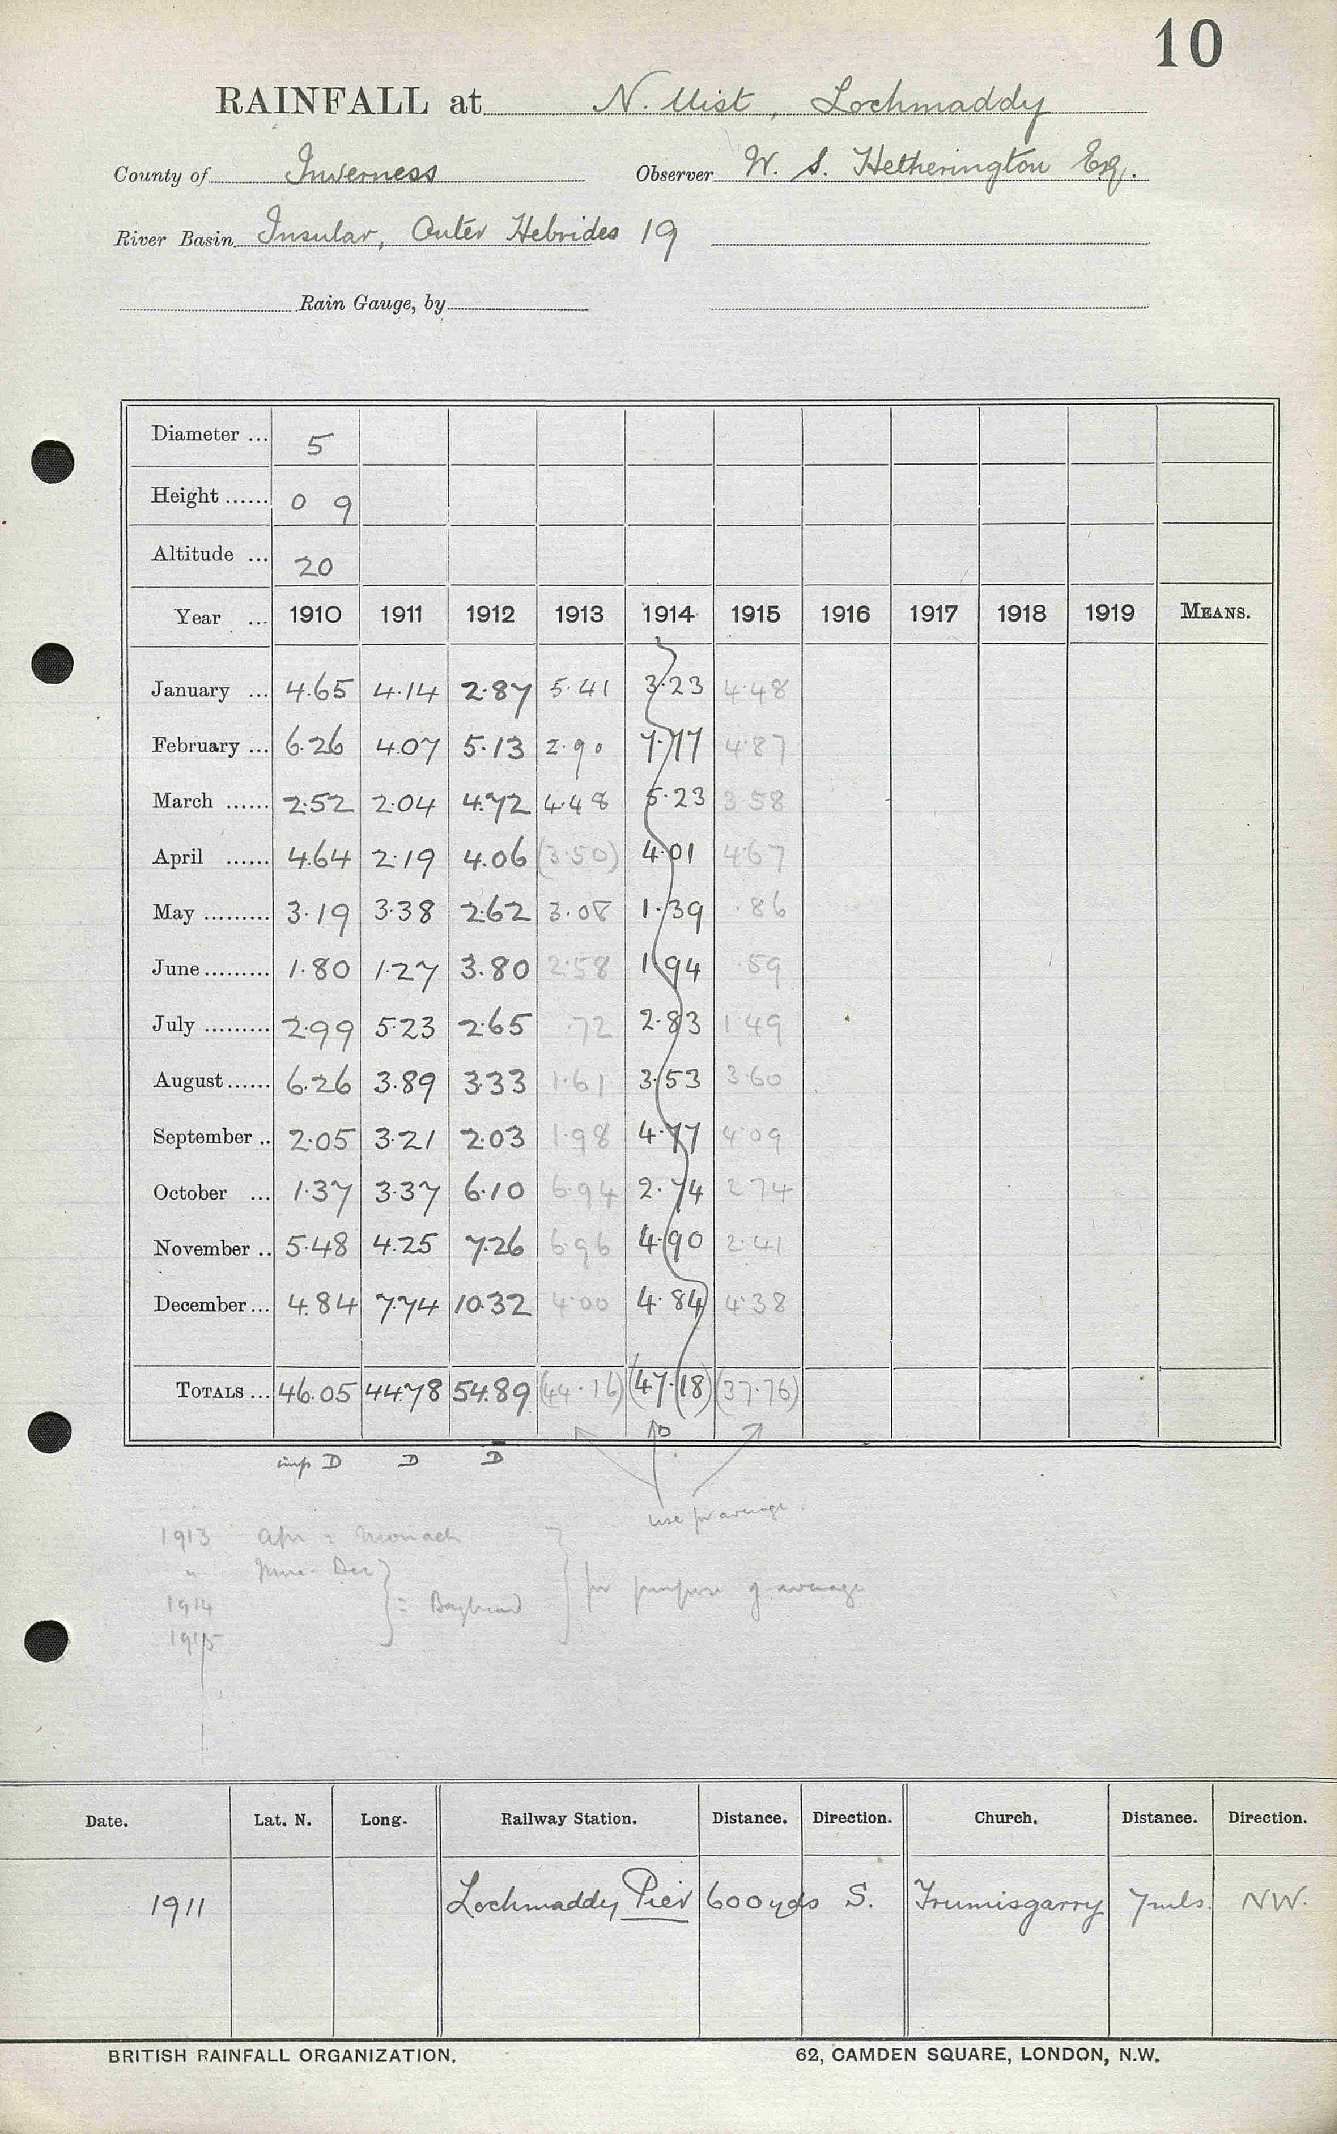 10
RAINFALL at N. Uist, Lochmaddy
County of Inverness Observer W. S. Hetherington Esq.
River Basin Insular, Outer Hebrides 19
Rain Gauge, by
Diameter ... 5
Height ...... 0 9
Altitude ... 20
Year ... 1910 1911 1912 1913 1914 1915 1916 1917 1918 1919 MEANS.
January ... 4.65 4.14 2.87 5.41 3.23 4.48
February ... 6.26 4.07 5.13 2.90 7.77 4.87
March ...... 2.52 2.04 4.72 4.48 5.23 3.58
April ...... 4.64 2.19 4.06 (3.50) 4.01 4.67
May ......... 3.19 3.38 2.62 3.08 1.39 .86
June ......... 1.80 1.27 3.80 2.58 1.94 .59
July ......... 2.99 5.23 2.65 .72 2.83 1.49
August ...... 6.26 3.89 3.33 1.61 3.53 3.60
September .. 2.05 3.21 2.03 1.98 4.77 4.09
October ... 1.37 3.37 6.10 6.94 2.74 2.74
November .. 5.48 4.25 7.26 6.96 4.90 2.41
December ... 4.84 7.74 10.32 4.00 4.84 4.38
TOTALS ... 46.05 44.78 54.89 (44.16) (47.18) (37.76)
imp D D D
use for average.
1913 Apr = Monach
" June - Dec
1914 = for purpose of average
1915
Date. Lat. N. Long. Railway Station. Distance. Direction. Church. Distance. Direction.
1911 Lochmaddy Pier 600 yds S. Trumisgarry 7 mls. NW.
BRITISH RAINFALL ORGANIZATION. 62, CAMDEN SQUARE, LONDON, N.W.